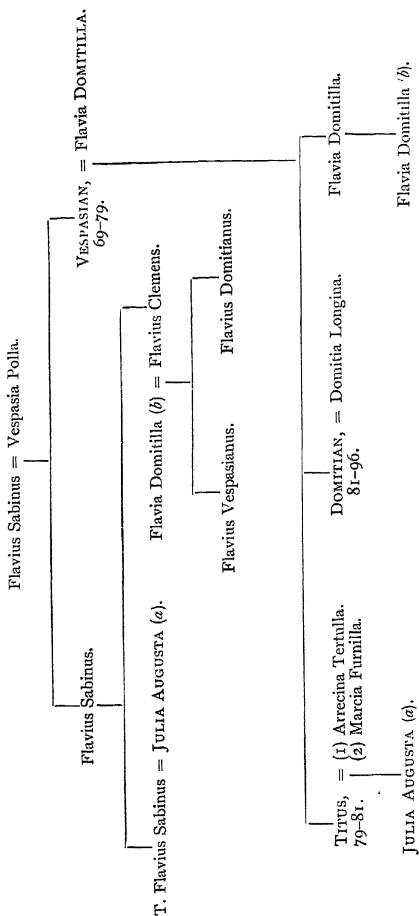 Flavius Sabinus = Vespasia Polla.
Flavius Sabinus.
VESPASIAN, = Flavia DOMITILLA.
69–79.
T. Flavius Sabinus = JULIA AUGUSTA (a).
Flavia Domitilla (b) = Flavius Clemens.
Flavius Vespasianus.
Flavius Domitianus.
TITUS, = (1) Arrecina Tertulla.
79–81. (2) Marcia Furnilla.
DOMITIAN, = Domitia Longina.
81–96.
Flavia Domitilla.
JULIA AUGUSTA (a).
Flavia Domitilla (b).